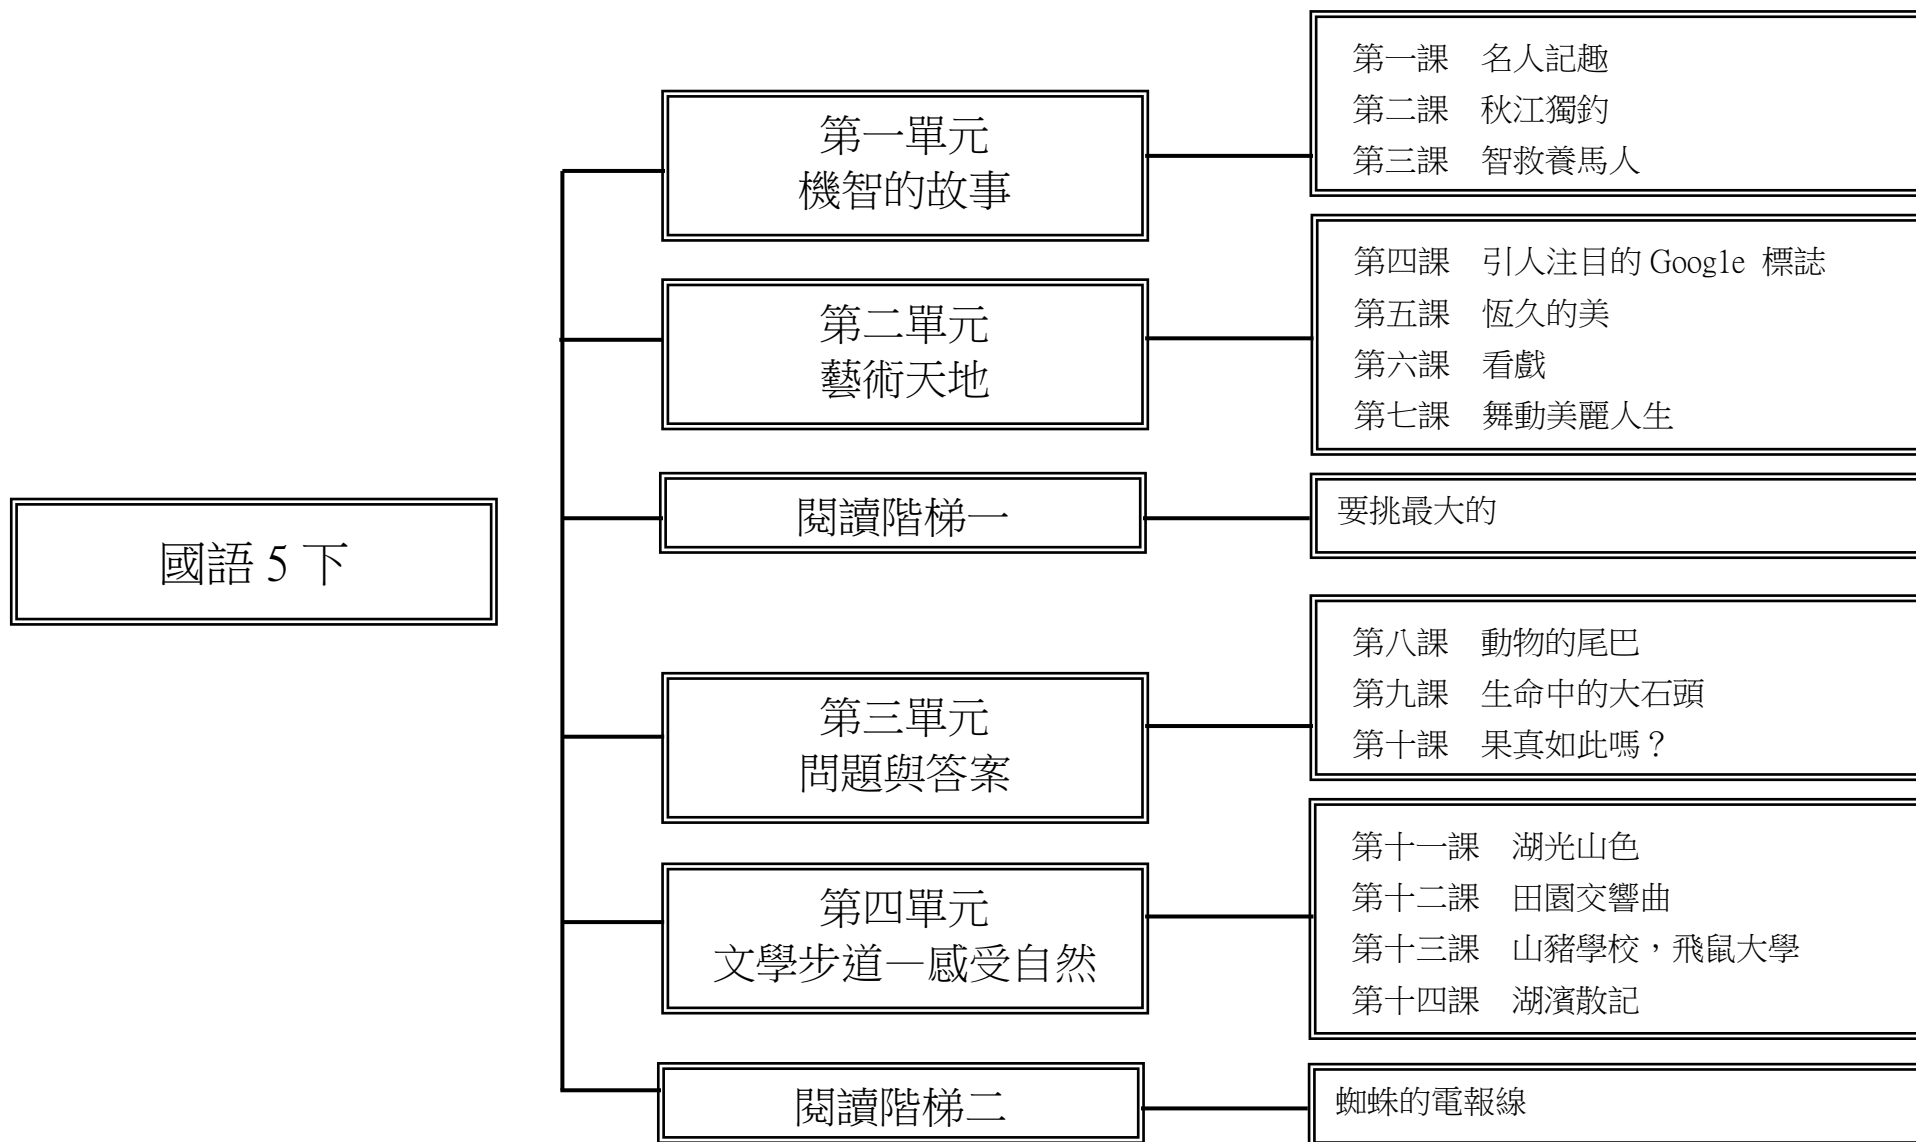 國語 5 下
第一單元
機智的故事
第一課　名人記趣
第二課　秋江獨釣
第三課　智救養馬人
第二單元
藝術天地
第四課　引人注目的 Google 標誌
第五課　恆久的美
第六課　看戲
第七課　舞動美麗人生
閱讀階梯一
要挑最大的
第三單元
問題與答案
第八課　動物的尾巴
第九課　生命中的大石頭
第十課　果真如此嗎？
第四單元
文學步道—感受自然
第十一課　湖光山色
第十二課　田園交響曲
第十三課　山豬學校，飛鼠大學
第十四課　湖濱散記
閱讀階梯二
蜘蛛的電報線